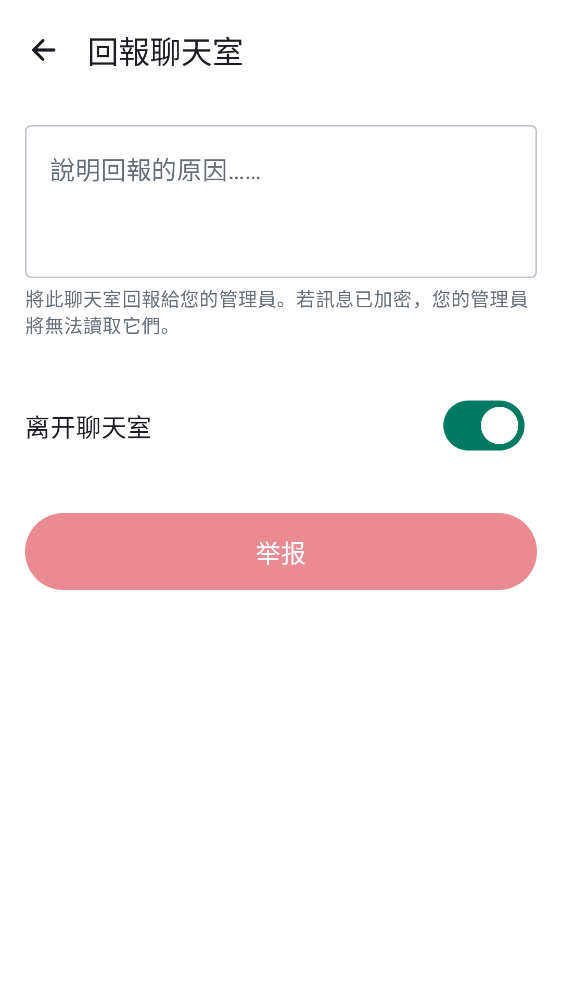 回報聊天室
說明回報的原因……
將此聊天室回報給您的管理員。若訊息已加密，您的管理員
將無法讀取它們。
离开聊天室
举报